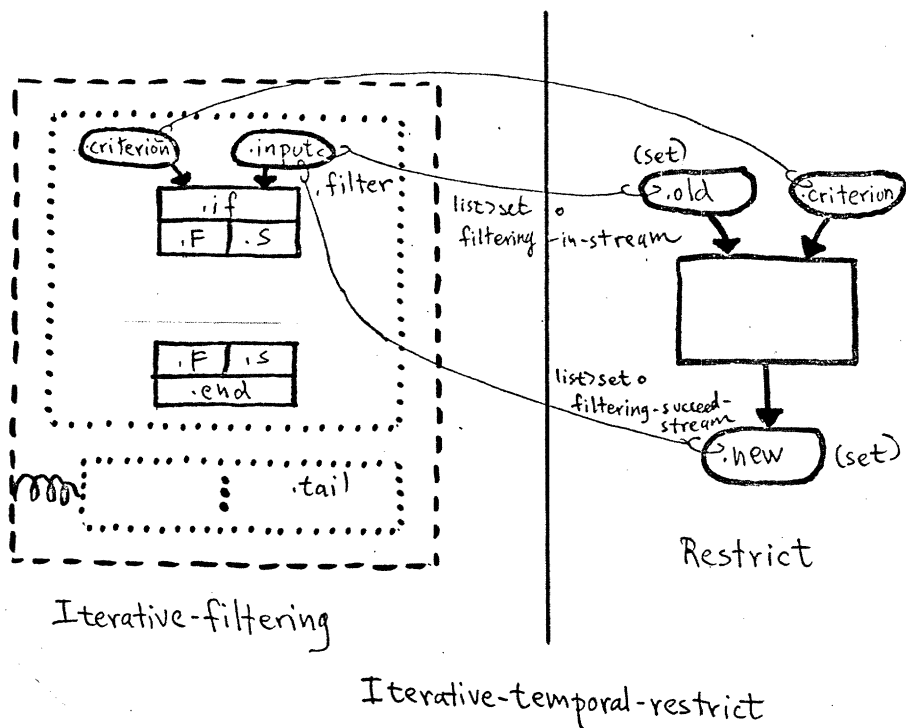 .criterion
.input
.filter
.if
.F .S
.F .S
.end
.tail
Iterative-filtering
list>set o
filtering-in-stream
list>set o
filtering-succeed-
stream
(set)
.old
.criterion
.new
(set)
Restrict
Iterative-temporal-restrict